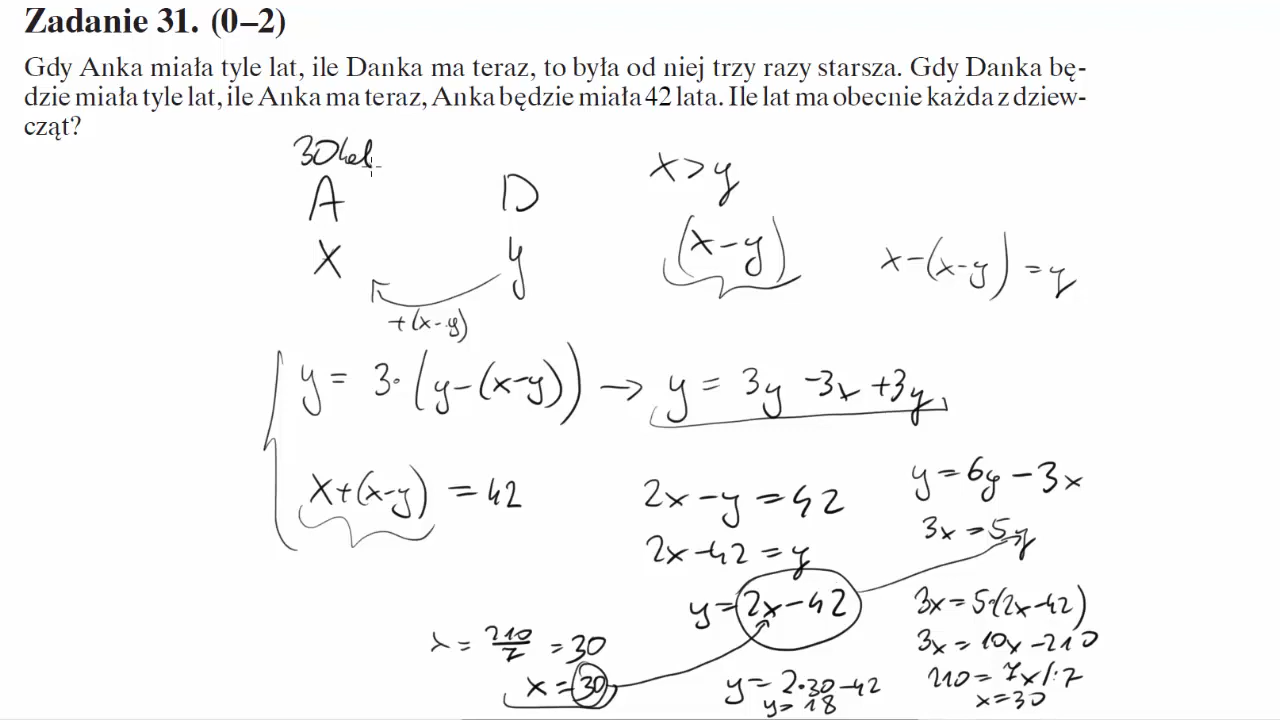 Zadanie 31. (0–2)
Gdy Anka miała tyle lat, ile Danka ma teraz, to była od niej trzy razy starsza. Gdy Danka bę-
dzie miała tyle lat, ile Anka ma teraz, Anka będzie miała 42 lata. Ile lat ma obecnie każda z dziew-
cząt?
30 lat
A D x > y
x y (x-y) x-(x-y) = y
+(x-y)
y = 3·(y-(x-y)) → y = 3y -3x +3y
x+(x-y) = 42
2x-y = 42
2x-42 = y
y = 2x-42
y = 6y - 3x
3x = 5y
3x = 5·(2x-42)
3x = 10x -210
210 = 7x /:7
x = 30
x = 210/7 = 30
x = 30
y = 2·30-42
y = 18